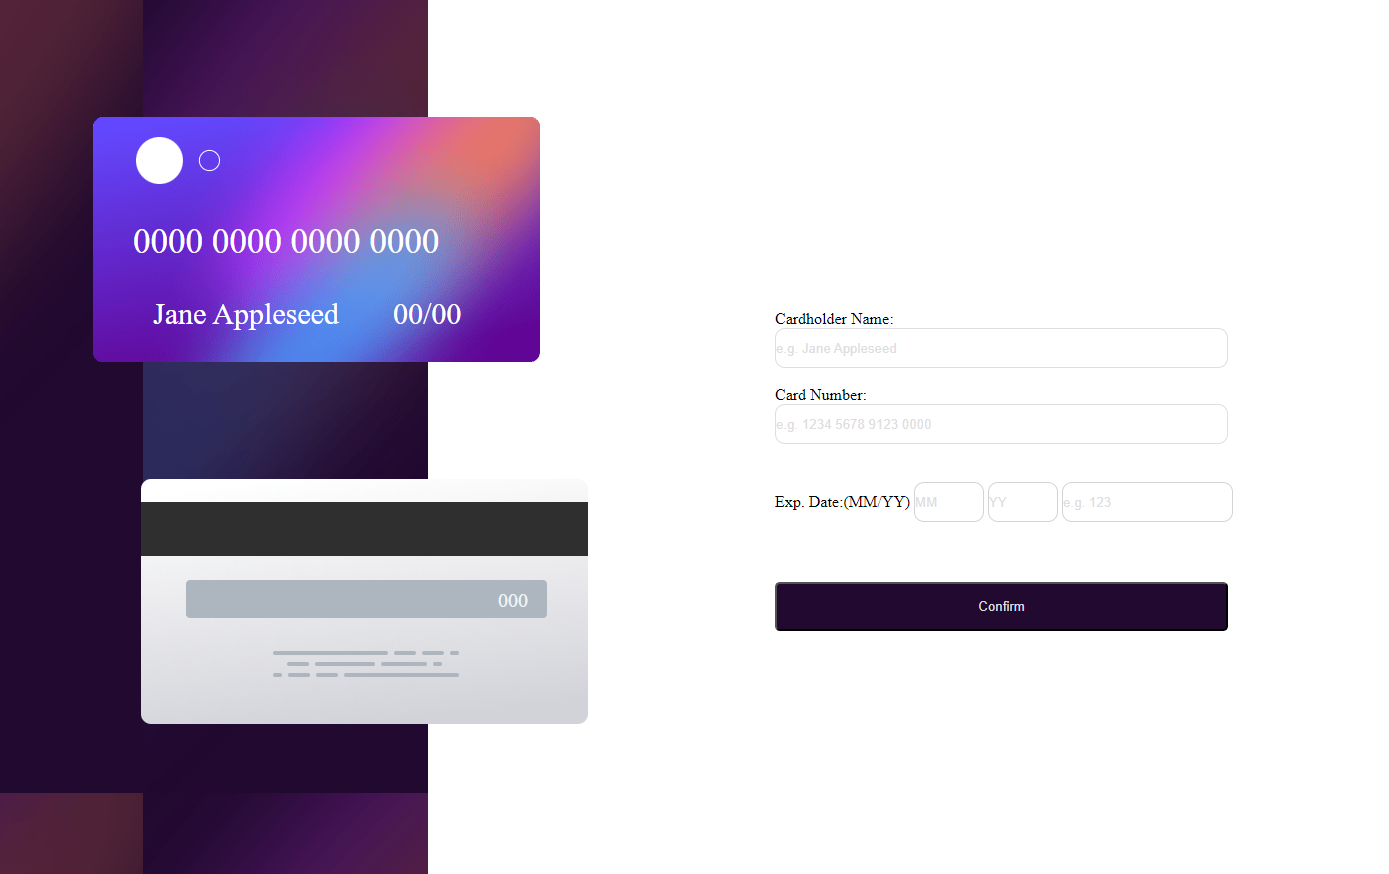 0000 0000 0000 0000
Jane Appleseed 00/00
000
Cardholder Name:
e.g. Jane Appleseed
Card Number:
e.g. 1234 5678 9123 0000
Exp. Date:(MM/YY) MM YY e.g. 123
Confirm